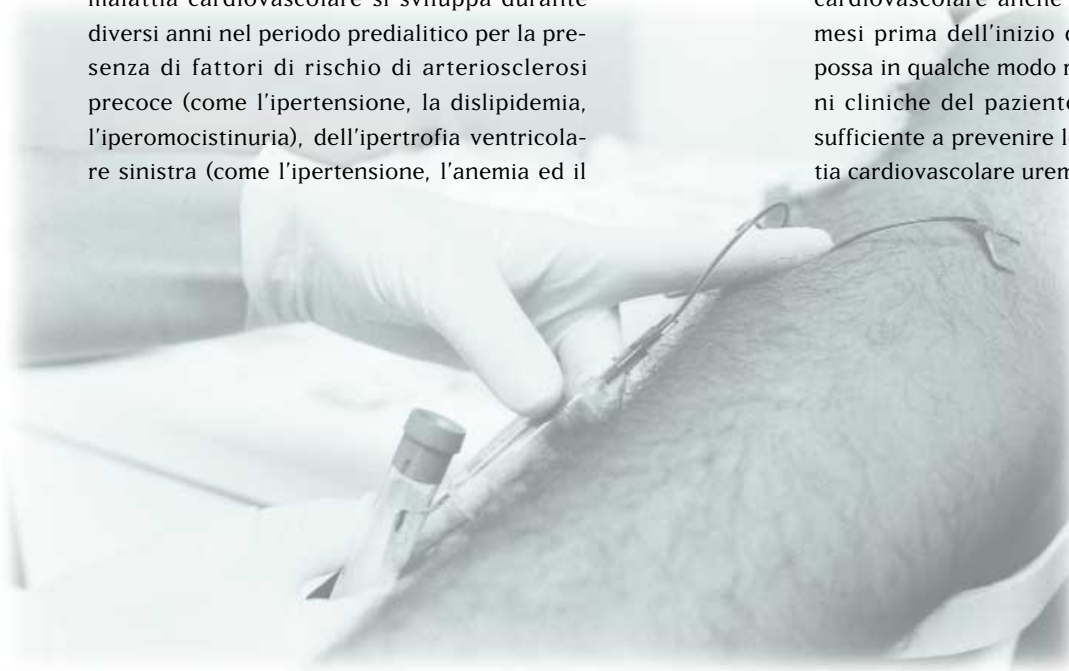 malattia cardiovascolare si sviluppa durante
diversi anni nel periodo predialitico per la pre-
senza di fattori di rischio di arteriosclerosi
precoce (come l'ipertensione, la dislipidemia,
l'iperomocistinuria), dell'ipertrofia ventricola-
re sinistra (come l'ipertensione, l'anemia ed il
cardiovascolare anche
mesi prima dell'inizio
possa in qualche modo
ni cliniche del paziente
sufficiente a prevenire
tia cardiovascolare